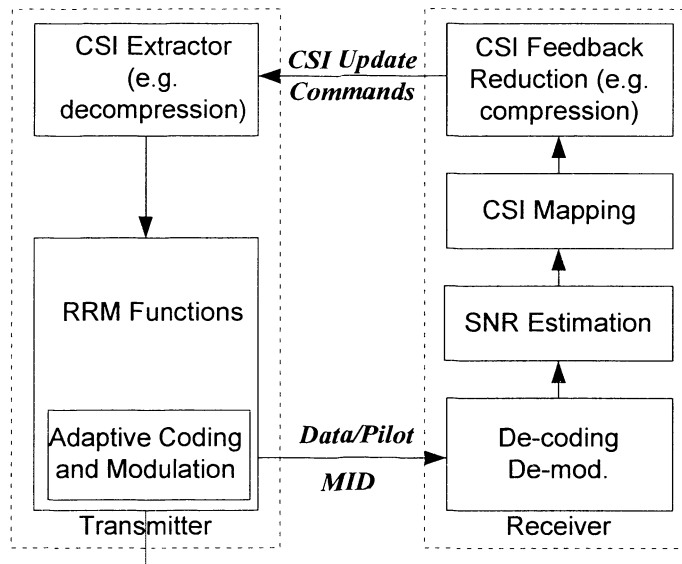 CSI Extractor
(e.g.
decompression)
CSI Update
Commands
CSI Feedback
Reduction (e.g.
compression)
CSI Mapping
RRM Functions
SNR Estimation
Adaptive Coding
and Modulation
Data/Pilot
MID
De-coding
De-mod.
Transmitter
Receiver